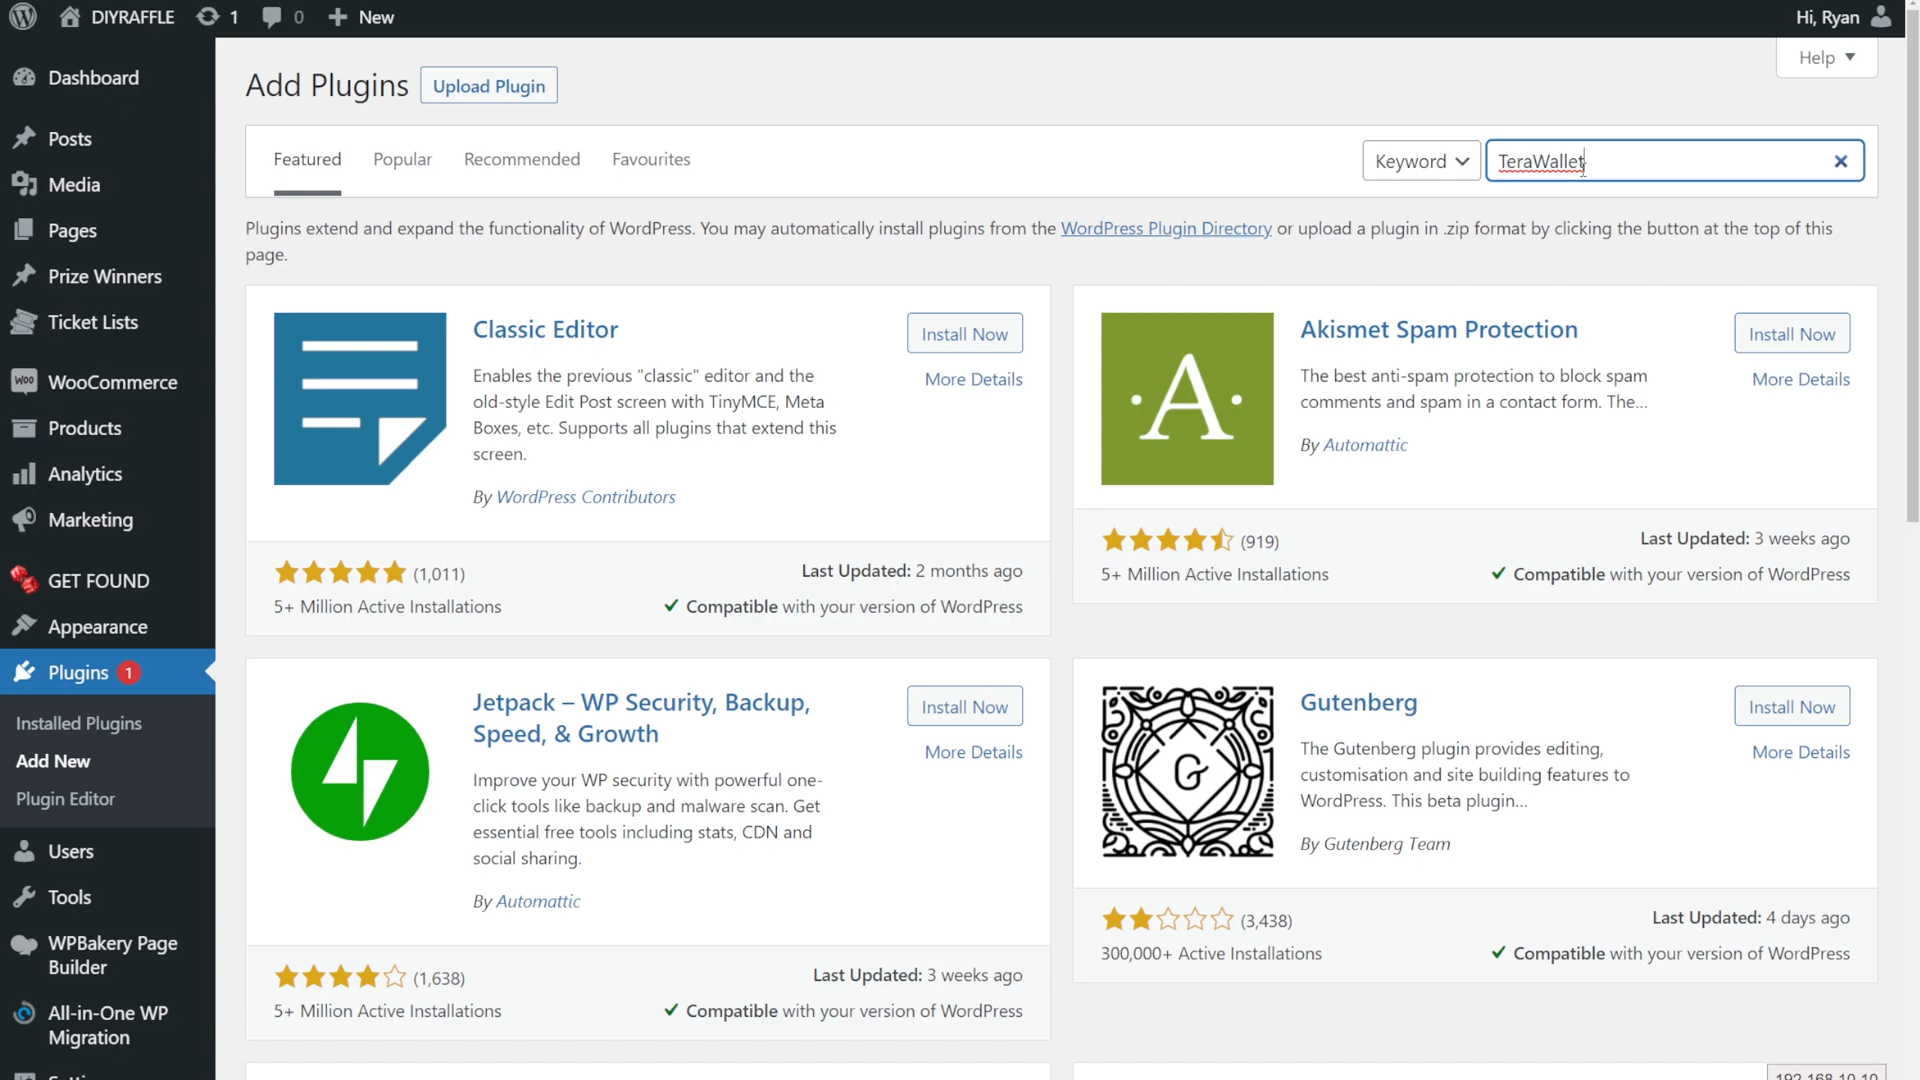 DIYRAFFLE 1 0 New Hi, Ryan
Help
Dashboard
Posts
Media
Pages
Prize Winners
Ticket Lists
WOO WooCommerce
Products
Analytics
Marketing
GET FOUND
Appearance
Plugins 1
Installed Plugins
Add New
Plugin Editor
Users
Tools
WPBakery Page
Builder
All-in-One WP
Migration
Add Plugins Upload Plugin
Featured Popular Recommended Favourites Keyword TeraWallet
Plugins extend and expand the functionality of WordPress. You may automatically install plugins from the WordPress Plugin Directory or upload a plugin in .zip format by clicking the button at the top of this
page.
Classic Editor
Install Now
More Details
Enables the previous "classic" editor and the
old-style Edit Post screen with TinyMCE, Meta
Boxes, etc. Supports all plugins that extend this
screen.
By WordPress Contributors
(1,011)
Last Updated: 2 months ago
5+ Million Active Installations
Compatible with your version of WordPress
·A·
Akismet Spam Protection
Install Now
More Details
The best anti-spam protection to block spam
comments and spam in a contact form. The...
By Automattic
(919)
Last Updated: 3 weeks ago
5+ Million Active Installations
Compatible with your version of WordPress
Jetpack – WP Security, Backup,
Speed, & Growth
Install Now
More Details
Improve your WP security with powerful one-
click tools like backup and malware scan. Get
essential free tools including stats, CDN and
social sharing.
By Automattic
(1,638)
Last Updated: 3 weeks ago
5+ Million Active Installations
Compatible with your version of WordPress
G
Gutenberg
Install Now
More Details
The Gutenberg plugin provides editing,
customisation and site building features to
WordPress. This beta plugin...
By Gutenberg Team
(3,438)
Last Updated: 4 days ago
300,000+ Active Installations
Compatible with your version of WordPress